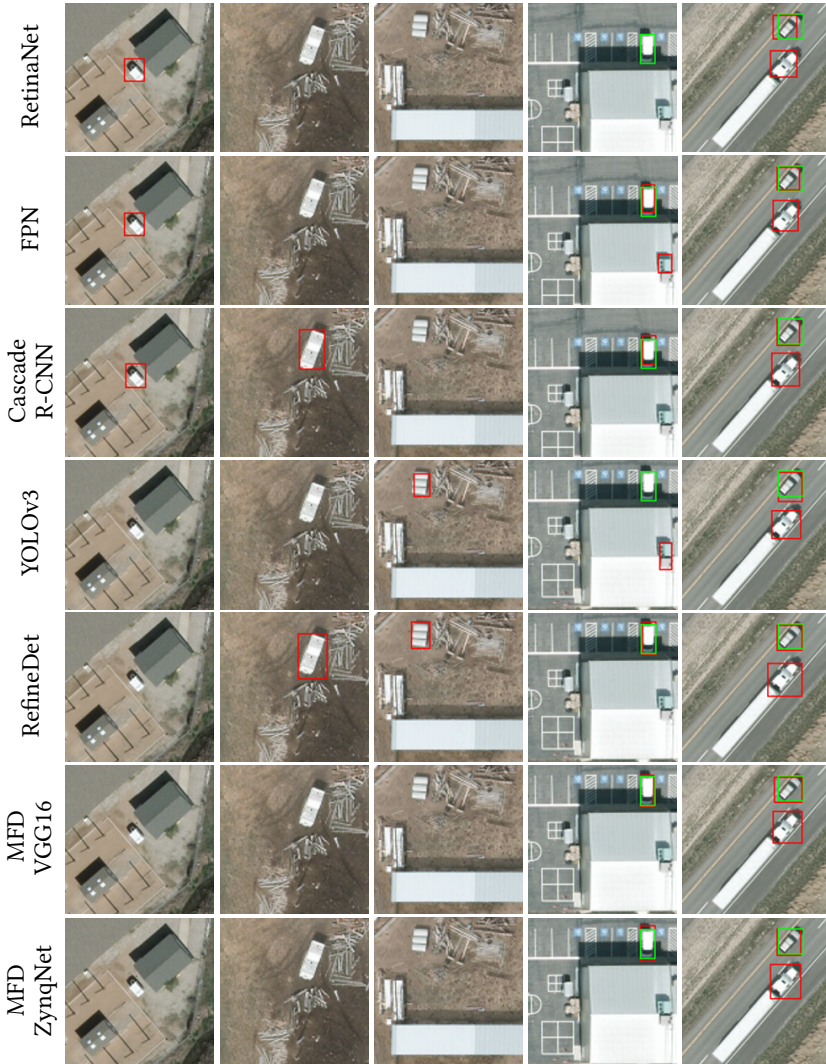 RetinaNet
FPN
Cascade
R-CNN
YOLOv3
RefineDet
MFD
VGG16
MFD
ZynqNet